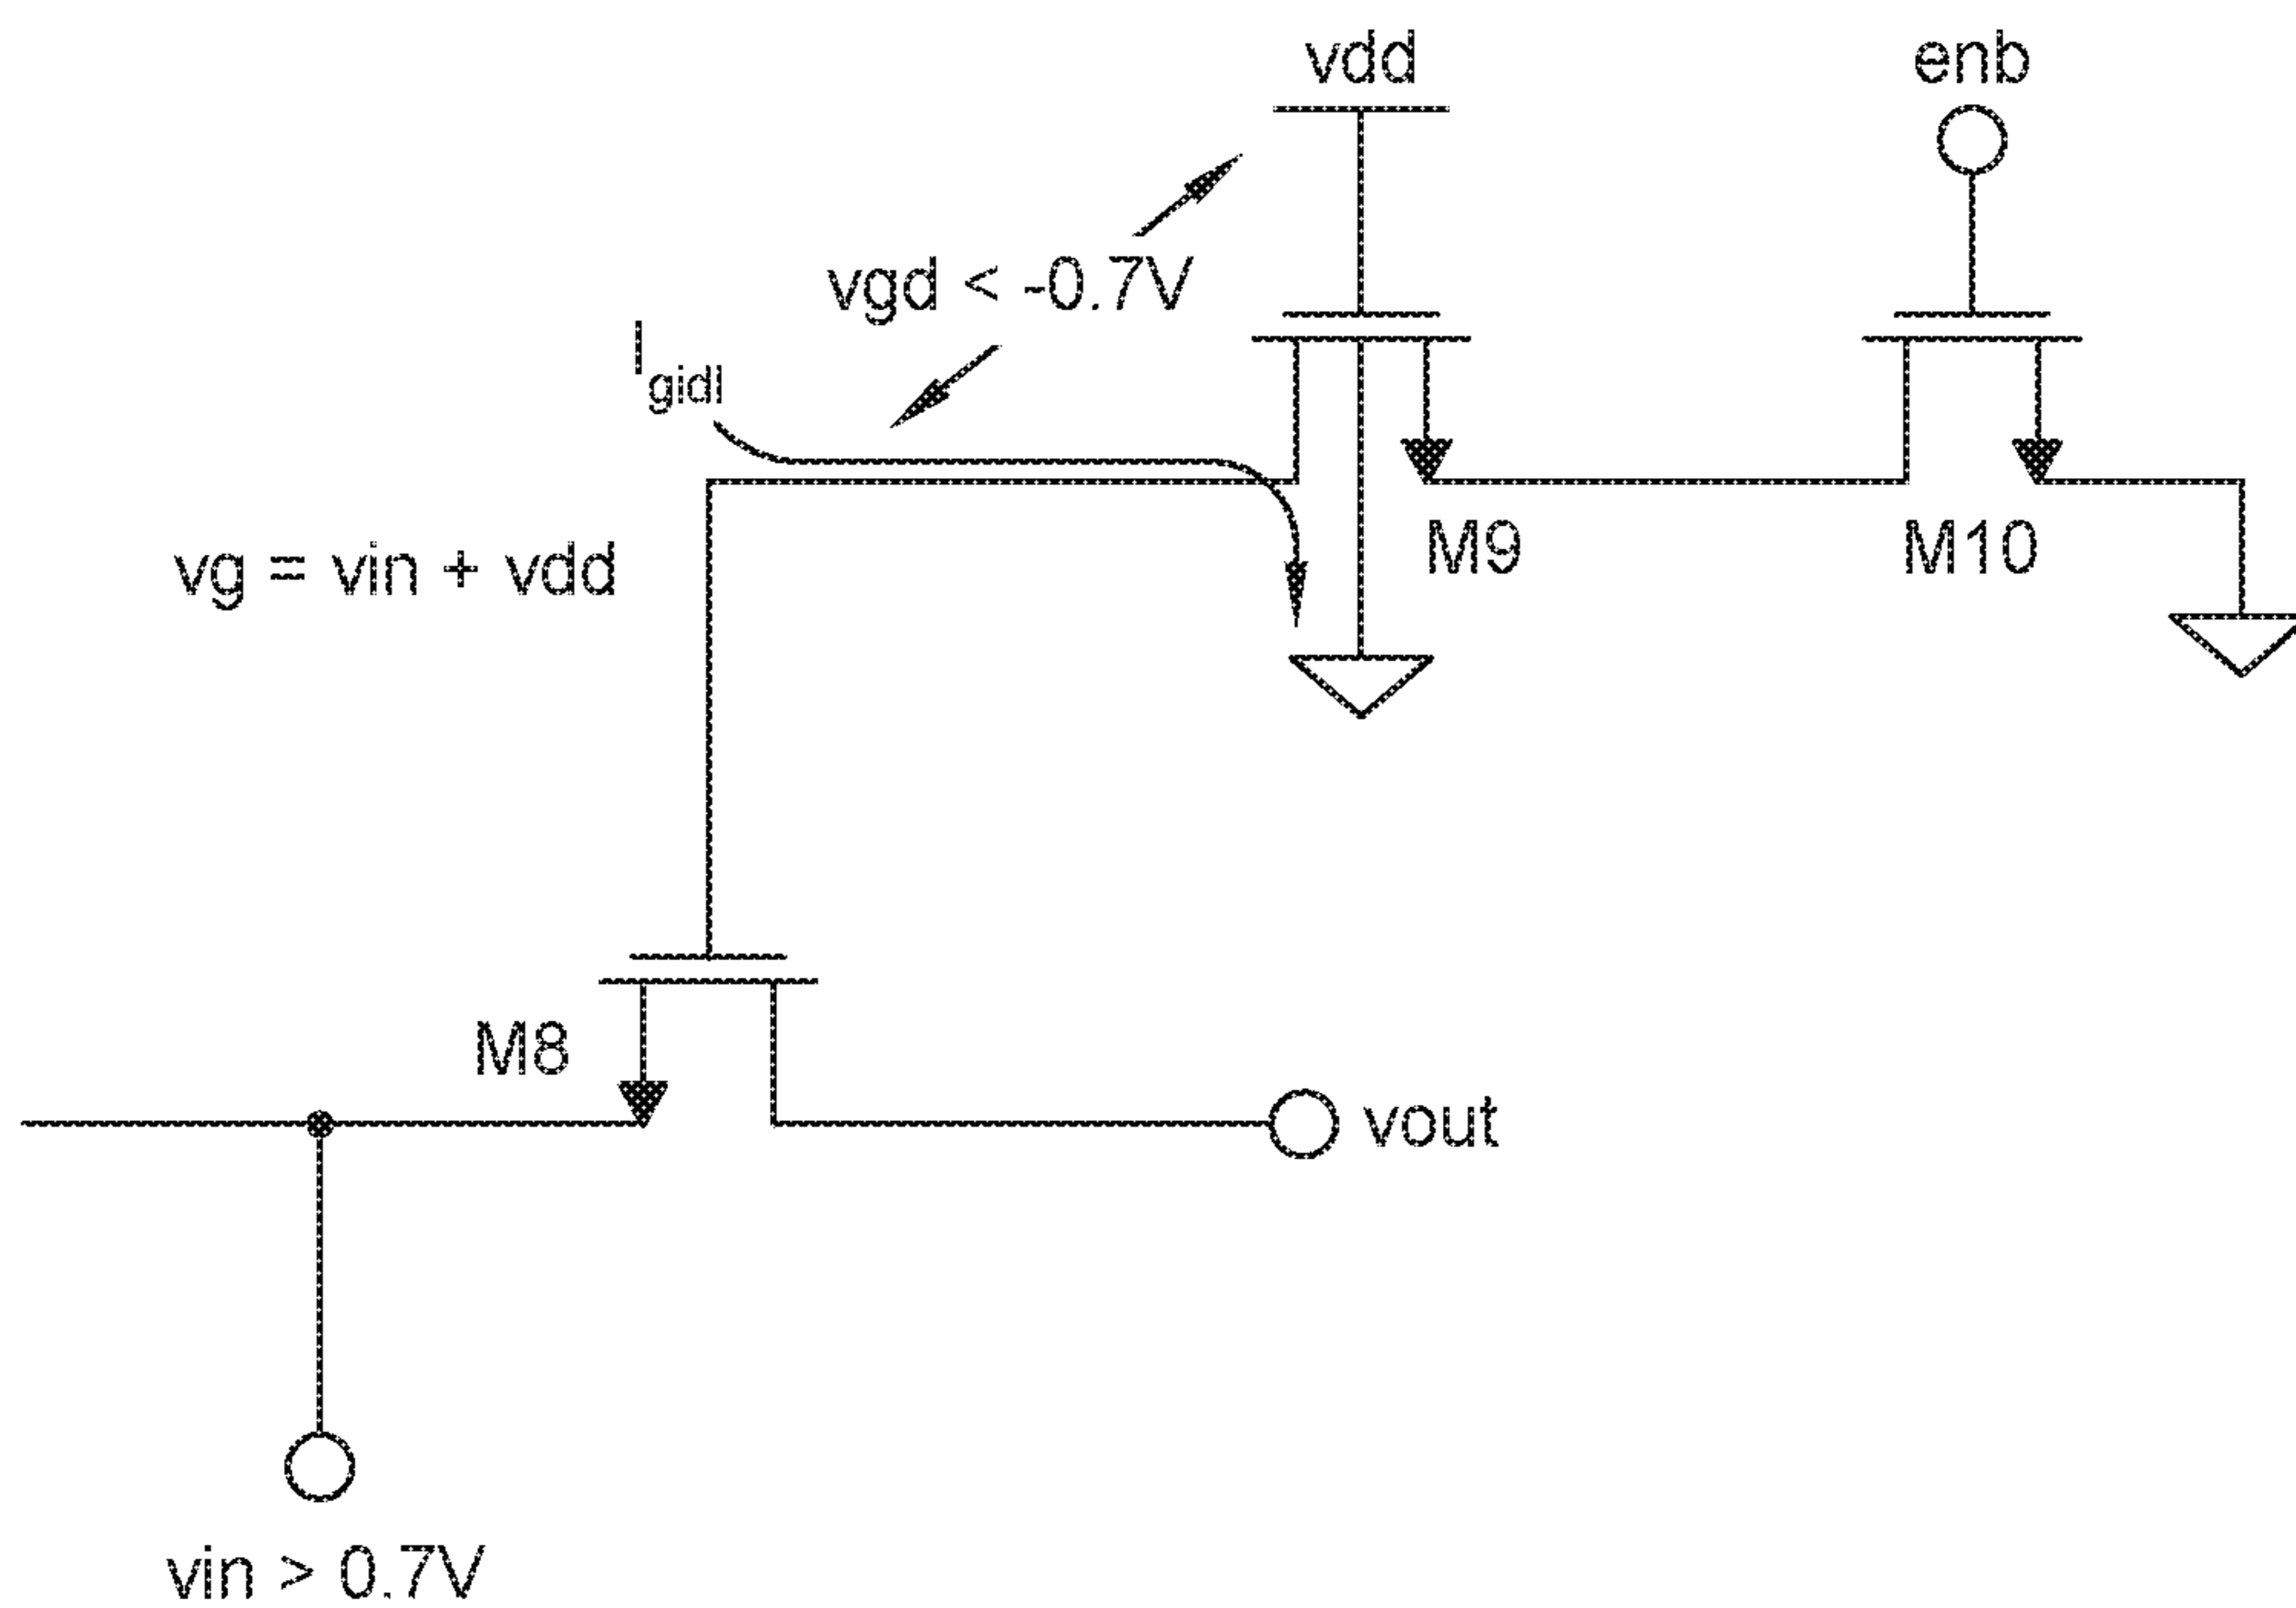 vdd
enb
vgd < -0.7V
Igidl
M9
M10
vg = vin + vdd
M8
vout
vin > 0.7V